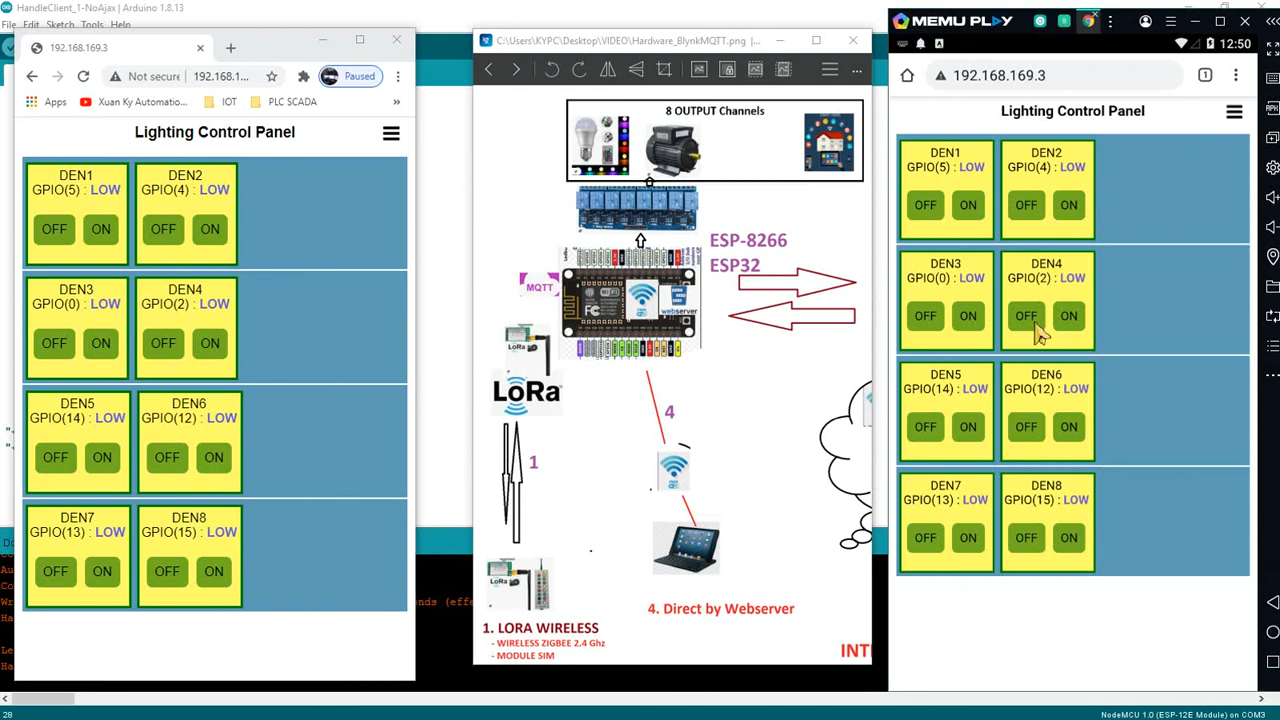 HandleClient_1-NoAjax | Arduino 1.8.13
File Edit Sketch Tools Help
192.168.169.3
Not secure
192.168.1...
Paused
Apps
Xuan Ky Automatio...
IOT
PLC SCADA
»
Lighting Control Panel
DEN1
GPIO(5) : LOW
OFF ON
DEN2
GPIO(4) : LOW
OFF ON
DEN3
GPIO(0) : LOW
OFF ON
DEN4
GPIO(2) : LOW
OFF ON
DEN5
GPIO(14) : LOW
OFF ON
DEN6
GPIO(12) : LOW
OFF ON
DEN7
GPIO(13) : LOW
OFF ON
DEN8
GPIO(15) : LOW
OFF ON
C:\Users\KYPC\Desktop\VIDEO\Hardware_BlynkMQTT.png |...
8 OUTPUT Channels
ESP-8266
ESP32
MQTT
FREE
WiFi
webserver
LoRa
LoRa
1
4
LoRa
4. Direct by Webserver
1. LORA WIRELESS
- WIRELESS ZIGBEE 2.4 Ghz
- MODULE SIM
INT
MEMU PLAY
12:50
192.168.169.3
1
Lighting Control Panel
DEN1
GPIO(5) : LOW
OFF ON
DEN2
GPIO(4) : LOW
OFF ON
DEN3
GPIO(0) : LOW
OFF ON
DEN4
GPIO(2) : LOW
OFF ON
DEN5
GPIO(14) : LOW
OFF ON
DEN6
GPIO(12) : LOW
OFF ON
DEN7
GPIO(13) : LOW
OFF ON
DEN8
GPIO(15) : LOW
OFF ON
onds (effe
28
NodeMCU 1.0 (ESP-12E Module) on COM3